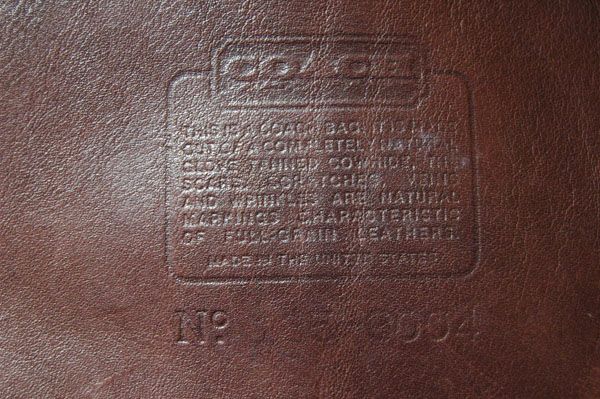 COACH
THIS IS A COACH BAG. IT IS MADE
OUT OF A COMPLETELY NATURAL
GLOVE TANNED COWHIDE, THE
SCARS, SCRATCHES, VEINS
AND WRINKLES ARE NATURAL
MARKINGS CHARACTERISTIC
OF FULL GRAIN LEATHERS.
MADE IN THE UNITED STATES
Nº